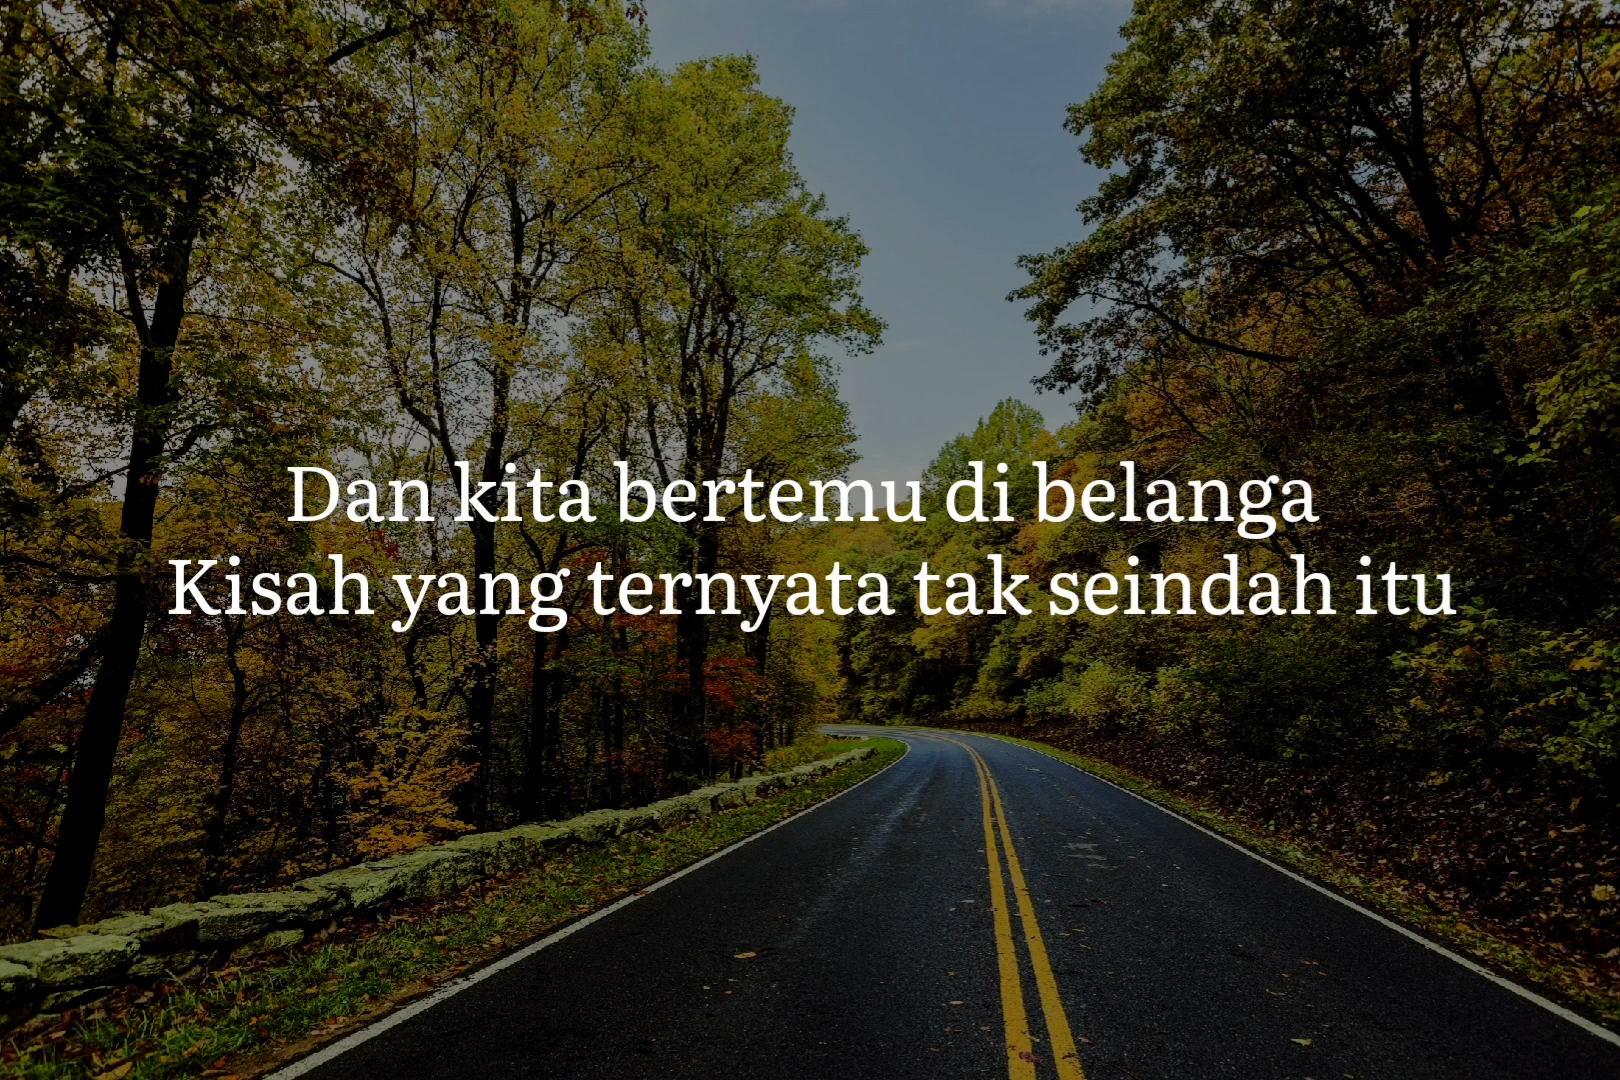 Dan kita bertemu di belanga
Kisah yang ternyata tak seindah itu